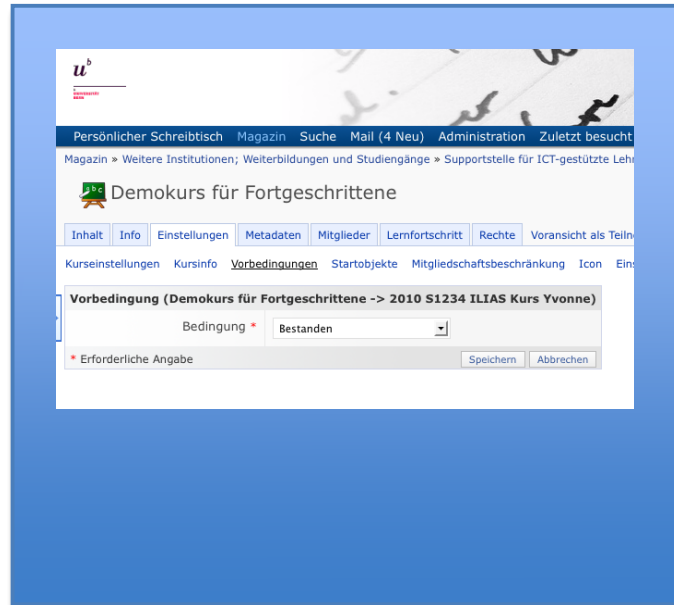 u^b
Persönlicher Schreibtisch Magazin Suche Mail (4 Neu) Administration Zuletzt besucht
Magazin » Weitere Institutionen; Weiterbildungen und Studiengänge » Supportstelle für ICT-gestützte Lehr
Demokurs für Fortgeschrittene
Inhalt Info Einstellungen Metadaten Mitglieder Lernfortschritt Rechte Voransicht als Teiln
Kurseinstellungen Kursinfo Vorbedingungen Startobjekte Mitgliedschaftsbeschränkung Icon Eins
Vorbedingung (Demokurs für Fortgeschrittene -> 2010 S1234 ILIAS Kurs Yvonne)
Bedingung * Bestanden
* Erforderliche Angabe Speichern Abbrechen